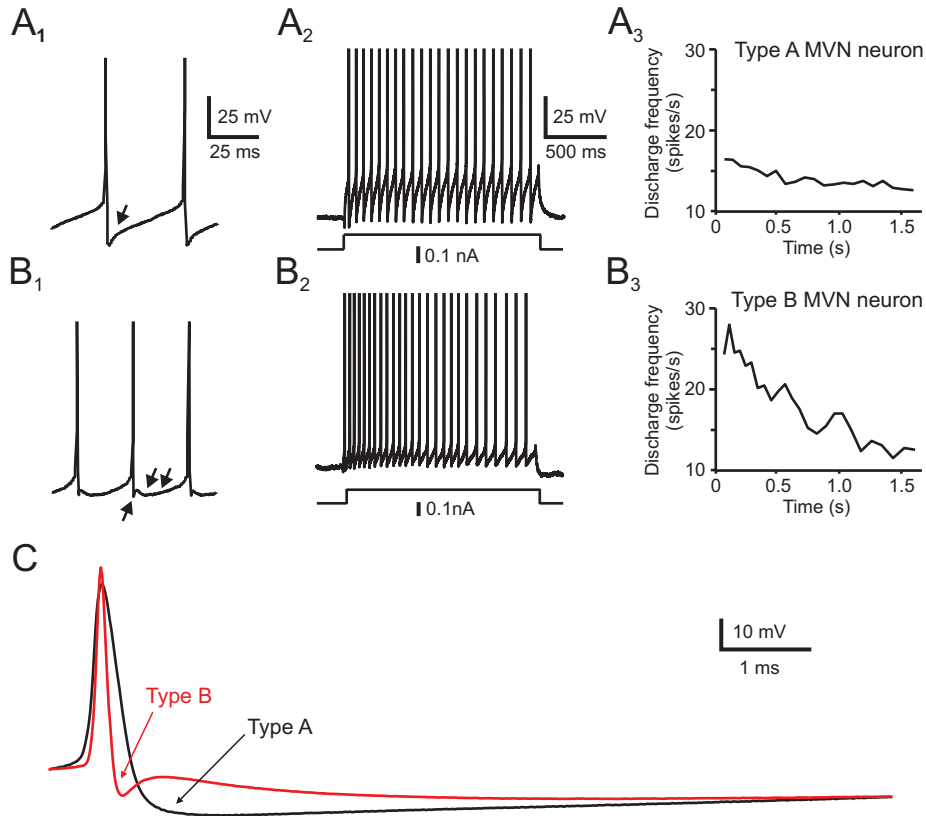 A1
25 mV
25 ms
A2
25 mV
500 ms
0.1 nA
A3
Type A MVN neuron
Discharge frequency
(spikes/s)
30
20
10
0
0.5
1.0
1.5
Time (s)
B1
B2
0.1nA
B3
Type B MVN neuron
Discharge frequency
(spikes/s)
30
20
10
0
0.5
1.0
1.5
Time (s)
C
Type B
Type A
10 mV
1 ms